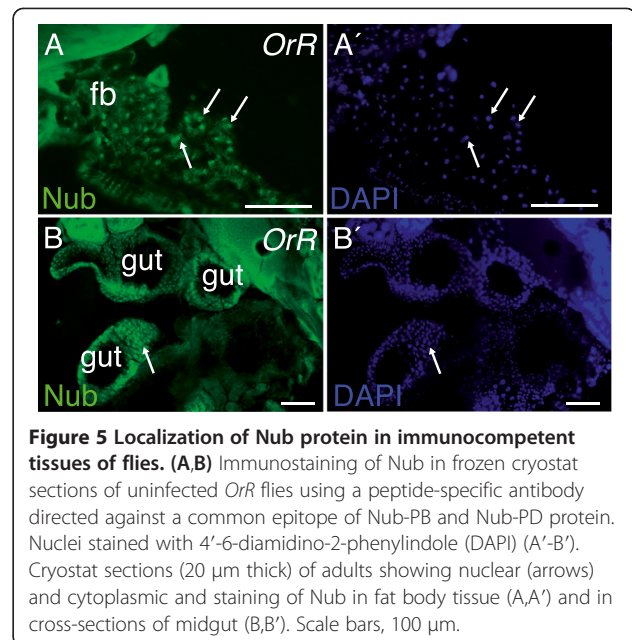 A OrR A′
fb
Nub DAPI
B OrR B′
gut gut
gut
Nub DAPI
Figure 5 Localization of Nub protein in immunocompetent
tissues of flies. (A,B) Immunostaining of Nub in frozen cryostat
sections of uninfected OrR flies using a peptide-specific antibody
directed against a common epitope of Nub-PB and Nub-PD protein.
Nuclei stained with 4′-6-diamidino-2-phenylindole (DAPI) (A′-B′).
Cryostat sections (20 μm thick) of adults showing nuclear (arrows)
and cytoplasmic and staining of Nub in fat body tissue (A,A′) and in
cross-sections of midgut (B,B′). Scale bars, 100 μm.